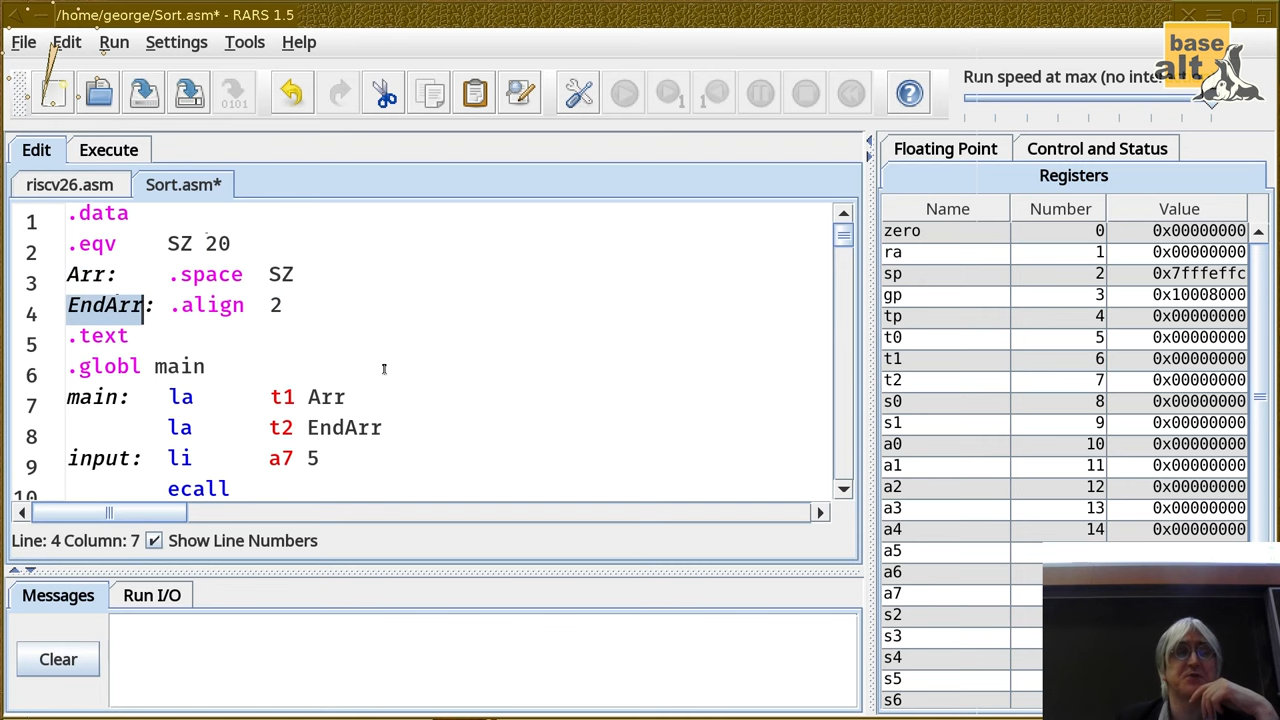 /home/george/Sort.asm* - RARS 1.5
File Edit Run Settings Tools Help
Run speed at max (no inte
base
alt
Edit Execute
riscv26.asm Sort.asm*
1 .data
2 .eqv SZ 20
3 Arr: .space SZ
4 EndArr: .align 2
5 .text
6 .globl main
7 main: la t1 Arr
8 la t2 EndArr
9 input: li a7 5
10 ecall
Line: 4 Column: 7 Show Line Numbers
Messages Run I/O
Clear
Floating Point Control and Status
Registers
Name Number Value
zero 0 0x00000000
ra 1 0x00000000
sp 2 0x7fffeffc
gp 3 0x10008000
tp 4 0x00000000
t0 5 0x00000000
t1 6 0x00000000
t2 7 0x00000000
s0 8 0x00000000
s1 9 0x00000000
a0 10 0x00000000
a1 11 0x00000000
a2 12 0x00000000
a3 13 0x00000000
a4 14 0x00000000
a5
a6
a7
s2
s3
s4
s5
s6